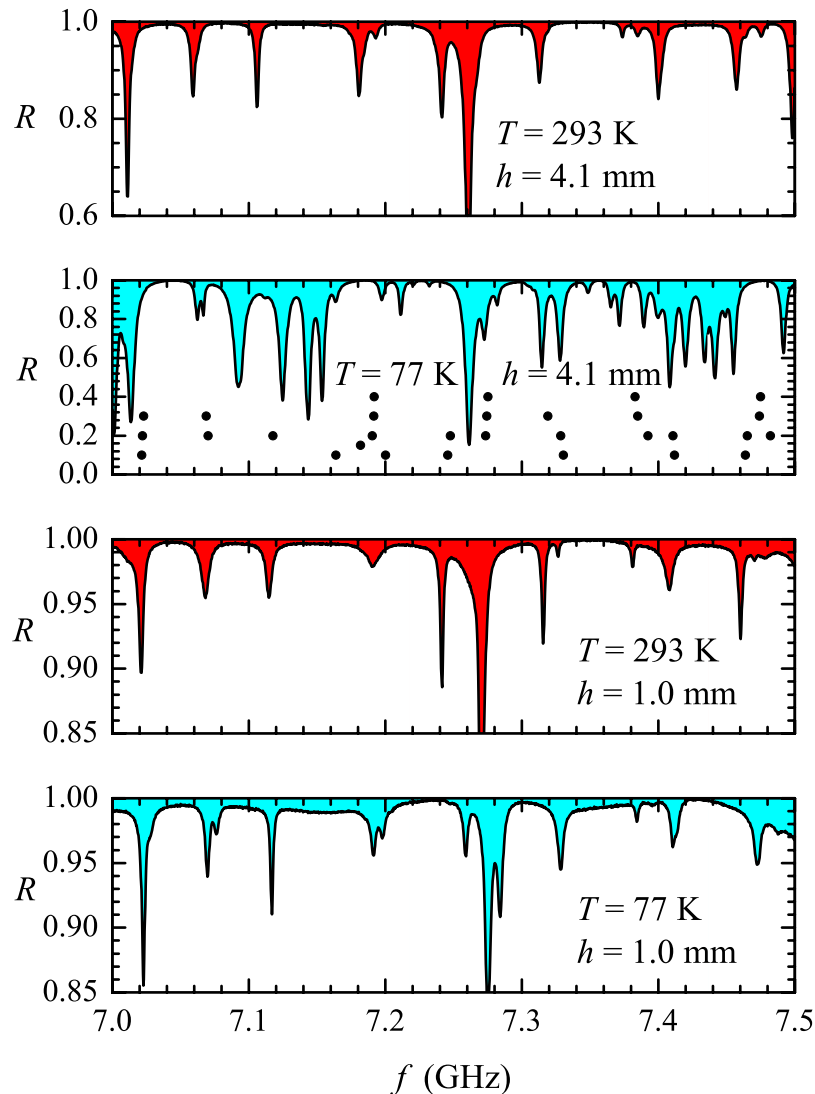 1.0
R
0.8
T = 293 K
h = 4.1 mm
0.6
1.0
0.8
0.6
R
T = 77 K
h = 4.1 mm
0.4
0.2
0.0
1.00
0.95
R
T = 293 K
0.90
h = 1.0 mm
0.85
1.00
0.95
R
T = 77 K
0.90
h = 1.0 mm
0.85
7.0 7.1 7.2 7.3 7.4 7.5
f (GHz)